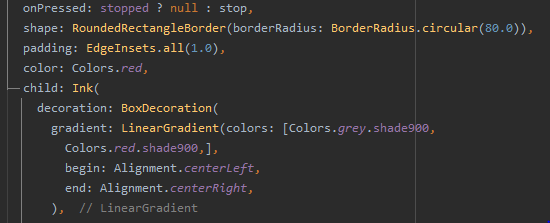 onPressed: stopped ? null : stop,
shape: RoundedRectangleBorder(borderRadius: BorderRadius.circular(80.0)),
padding: EdgeInsets.all(1.0),
color: Colors.red,
child: Ink(
decoration: BoxDecoration(
gradient: LinearGradient(colors: [Colors.grey.shade900,
Colors.red.shade900,],
begin: Alignment.centerLeft,
end: Alignment.centerRight,
), // LinearGradient